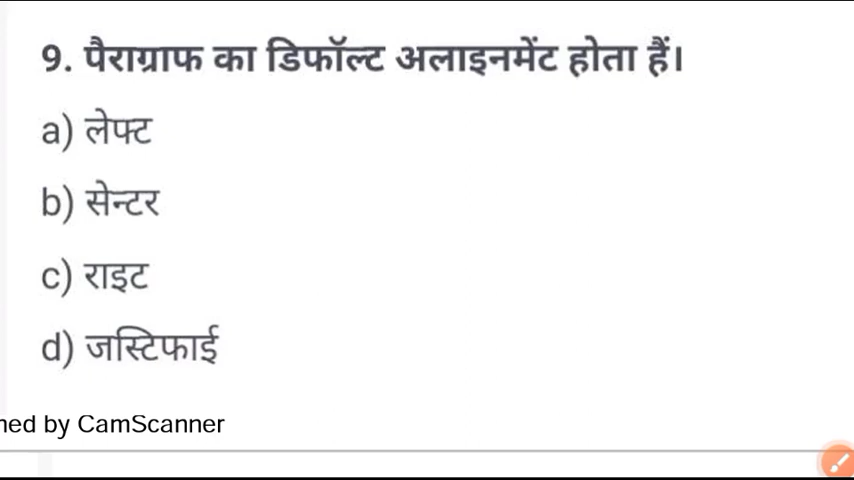 9. पैराग्राफ का डिफॉल्ट अलाइनमेंट होता हैं।
a) लेफ्ट
b) सेन्टर
c) राइट
d) जस्टिफाई
ned by CamScanner